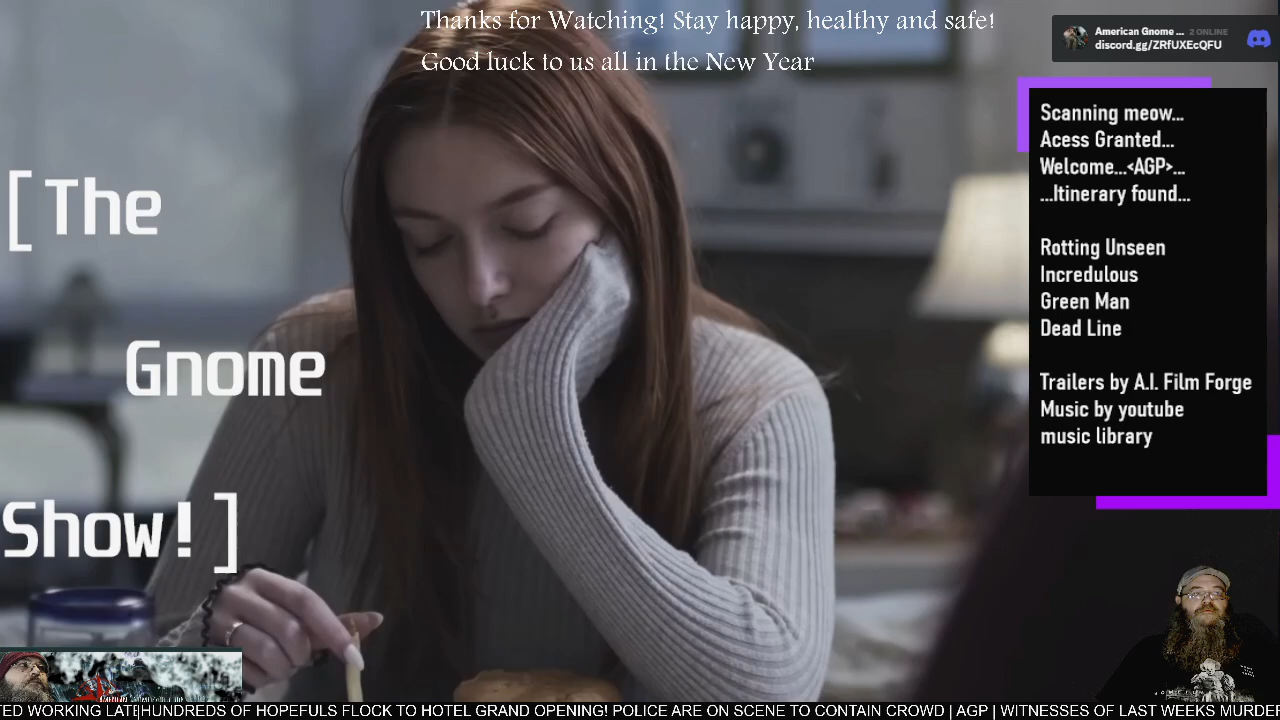 Thanks for Watching! Stay happy, healthy and safe!
Good luck to us all in the New Year
American Gnome ... 2 ONLINE
discord.gg/ZRfUXEcQFU
Scanning meow...
Acess Granted...
Welcome...<AGP>...
...Itinerary found...
Rotting Unseen
Incredulous
Green Man
Dead Line
Trailers by A.I. Film Forge
Music by youtube
music library
[ The
Gnome
Show! ]
TED WORKING LATE|HUNDREDS OF HOPEFULS FLOCK TO HOTEL GRAND OPENING! POLICE ARE ON SCENE TO CONTAIN CROWD | AGP | WITNESSES OF LAST WEEKS MURDER